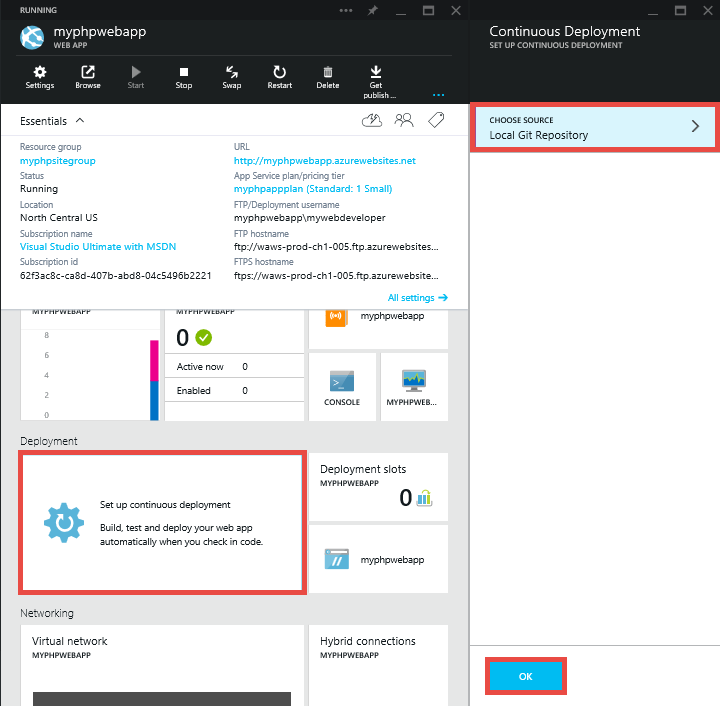 RUNNING
myphpwebapp
WEB APP
Settings
Browse
Start
Stop
Swap
Restart
Delete
Get
publish ...
Essentials
Resource group
myphpsitegroup
Status
Running
Location
North Central US
Subscription name
Visual Studio Ultimate with MSDN
Subscription id
62f3ac8c-ca8d-407b-abd8-04c5496b2221
URL
http://myphpwebapp.azurewebsites.net
App Service plan/pricing tier
myphpappplan (Standard: 1 Small)
FTP/Deployment username
myphpwebapp\mywebdeveloper
FTP hostname
ftp://waws-prod-ch1-005.ftp.azurewebsites...
FTPS hostname
ftps://waws-prod-ch1-005.ftp.azurewebsite...
All settings
MYPHPWEBAPP
8
6
4
2
0
MYPHPWEBAPP
0
Active now 0
Enabled 0
myphpwebapp
CONSOLE
MYPHPWEB...
Deployment
Set up continuous deployment
Build, test and deploy your web app
automatically when you check in code.
Deployment slots
MYPHPWEBAPP
0
myphpwebapp
Networking
Virtual network
MYPHPWEBAPP
Hybrid connections
MYPHPWEBAPP
Continuous Deployment
SET UP CONTINUOUS DEPLOYMENT
CHOOSE SOURCE
Local Git Repository
OK